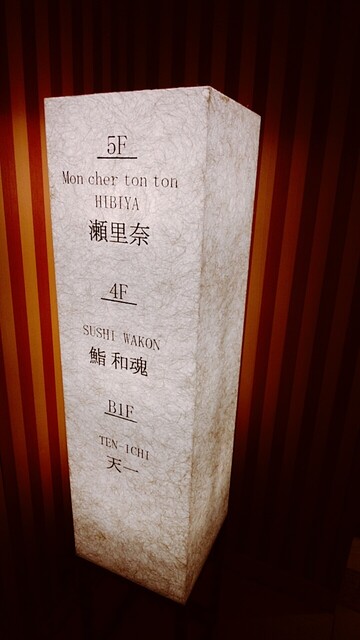 5F
Mon cher ton ton
HIBIYA
瀬里奈
4F
SUSHI WAKON
鮨 和魂
B1F
TEN-ICHI
天一